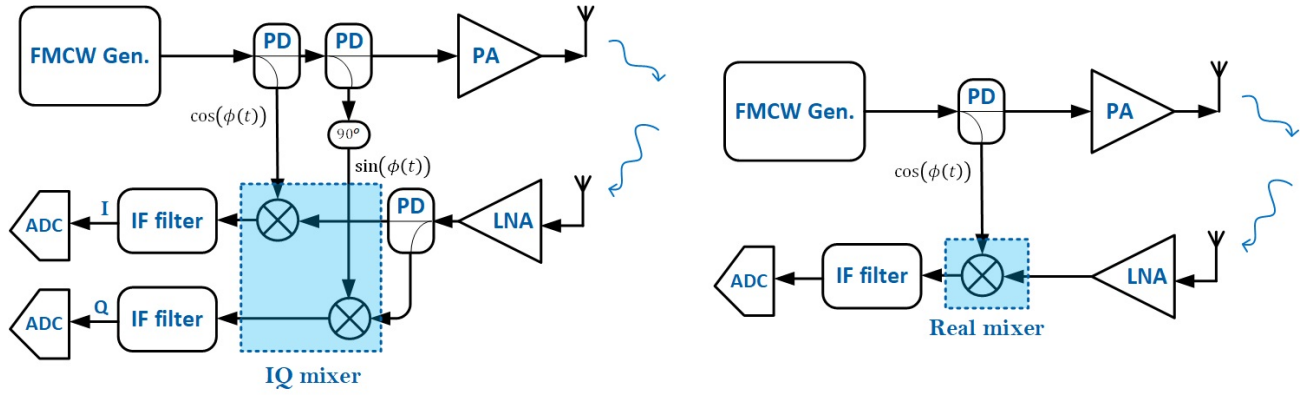 FMCW Gen.
PD
PD
PA
cos(ϕ(t))
90°
sin(ϕ(t))
PD
LNA
I
IF filter
ADC
Q
IF filter
ADC
IQ mixer
FMCW Gen.
PD
PA
cos(ϕ(t))
LNA
IF filter
ADC
Real mixer